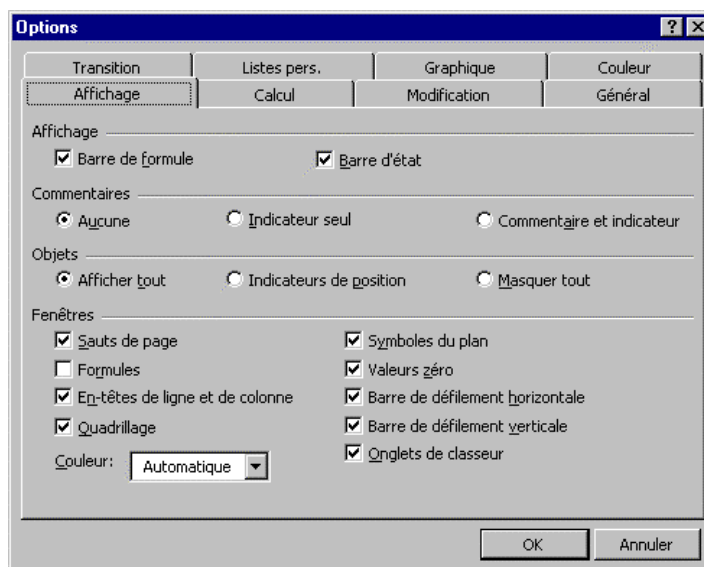 Options
Transition Listes pers. Graphique Couleur
Affichage Calcul Modification Général
Affichage
Barre de formule Barre d'état
Commentaires
Aucune Indicateur seul Commentaire et indicateur
Objets
Afficher tout Indicateurs de position Masquer tout
Fenêtres
Sauts de page Symboles du plan
Formules Valeurs zéro
En-têtes de ligne et de colonne Barre de défilement horizontale
Quadrillage Barre de défilement verticale
Couleur: Automatique Onglets de classeur
OK Annuler